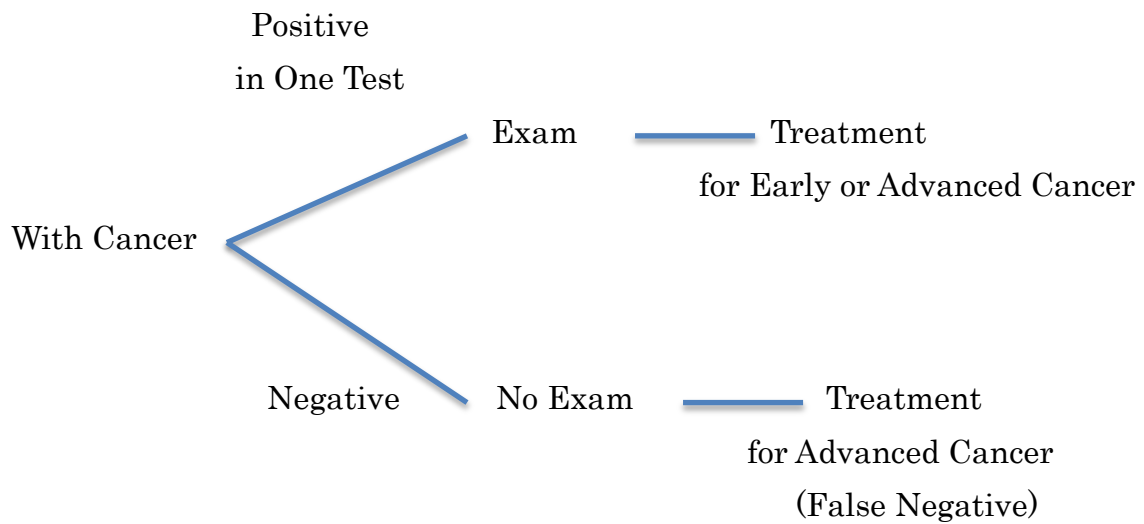 Positive
in One Test
Exam
Treatment
for Early or Advanced Cancer
With Cancer
Negative
No Exam
Treatment
for Advanced Cancer
(False Negative)